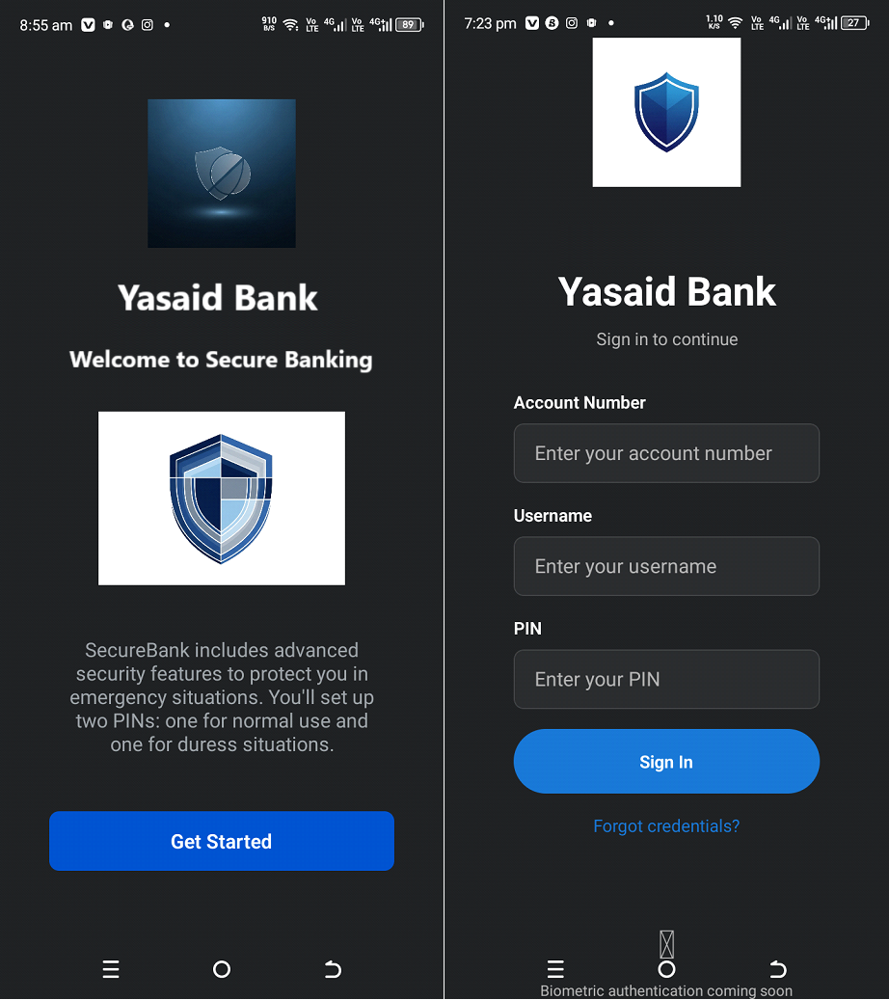 8:55 am
910 B/S
Vo LTE
4G
Vo LTE
4G+
89
Yasaid Bank
Welcome to Secure Banking
SecureBank includes advanced
security features to protect you in
emergency situations. You'll set up
two PINs: one for normal use and
one for duress situations.
Get Started
7:23 pm
1.10 K/S
Vo LTE
4G
Vo LTE
4G+
27
Yasaid Bank
Sign in to continue
Account Number
Enter your account number
Username
Enter your username
PIN
Enter your PIN
Sign In
Forgot credentials?
Biometric authentication coming soon